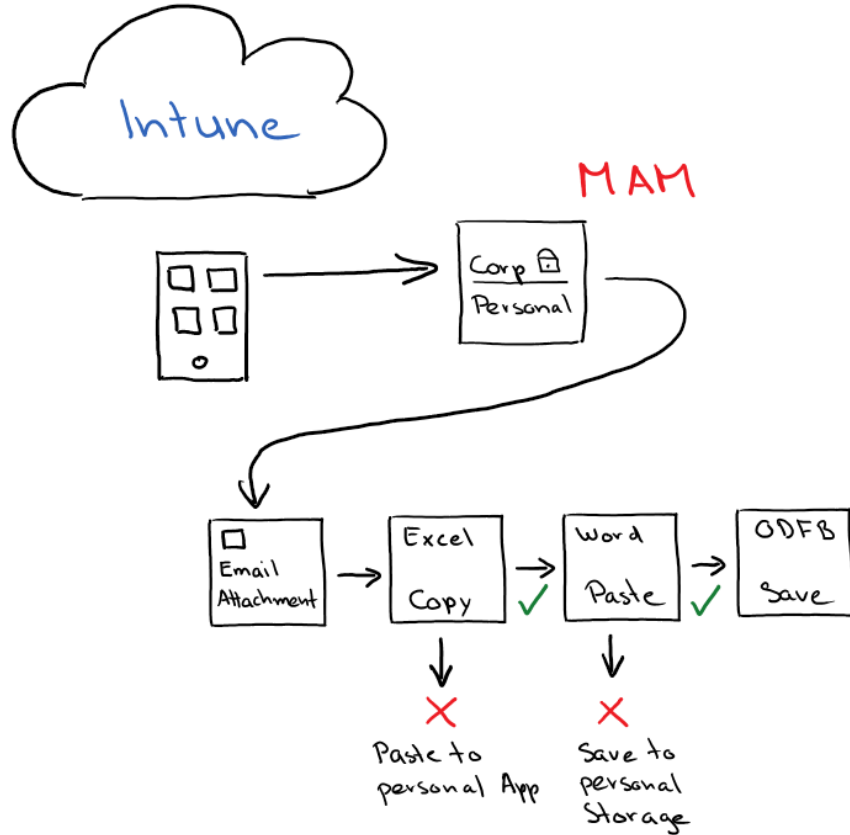 Intune
MAM
Corp
Personal
Email
Attachment
Excel
Copy
Word
Paste
ODFB
Save
Paste to
personal App
Save to
personal
Storage